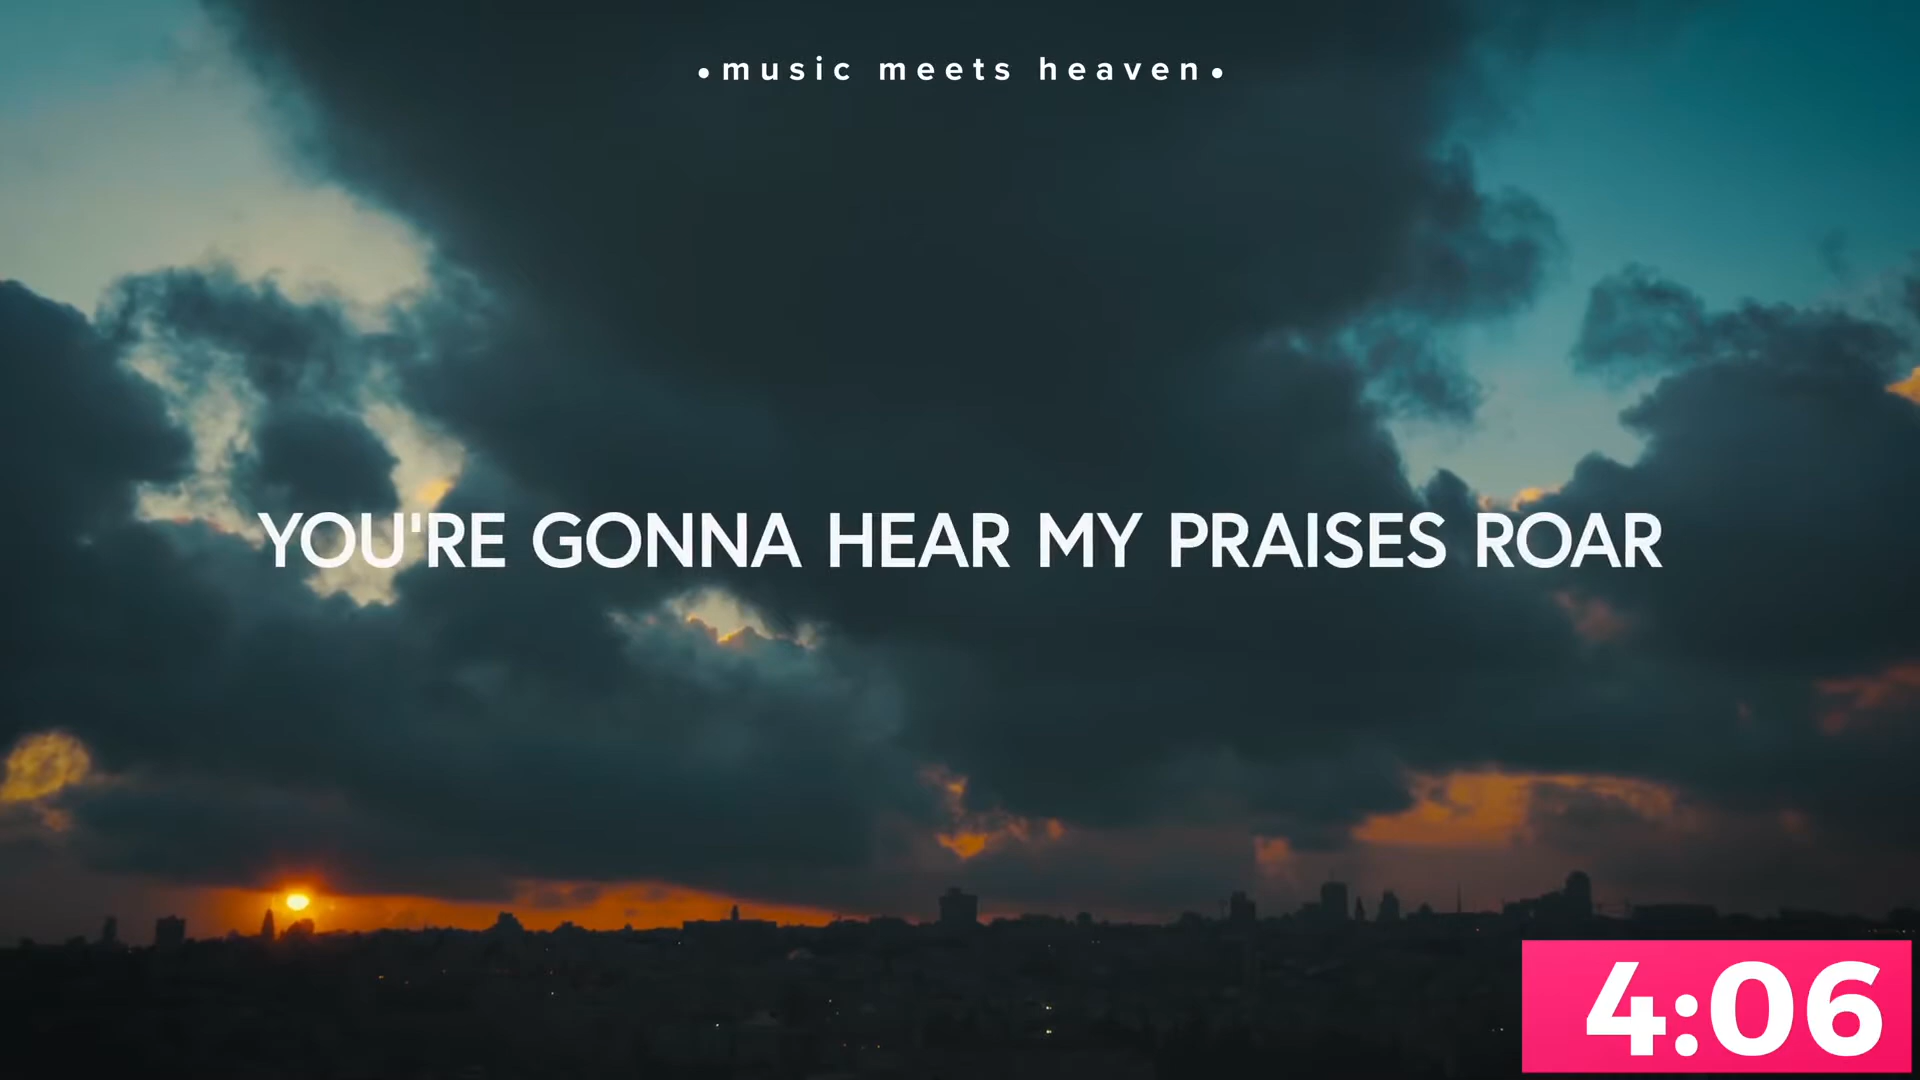 •music meets heaven•
YOU'RE GONNA HEAR MY PRAISES ROAR
4:06